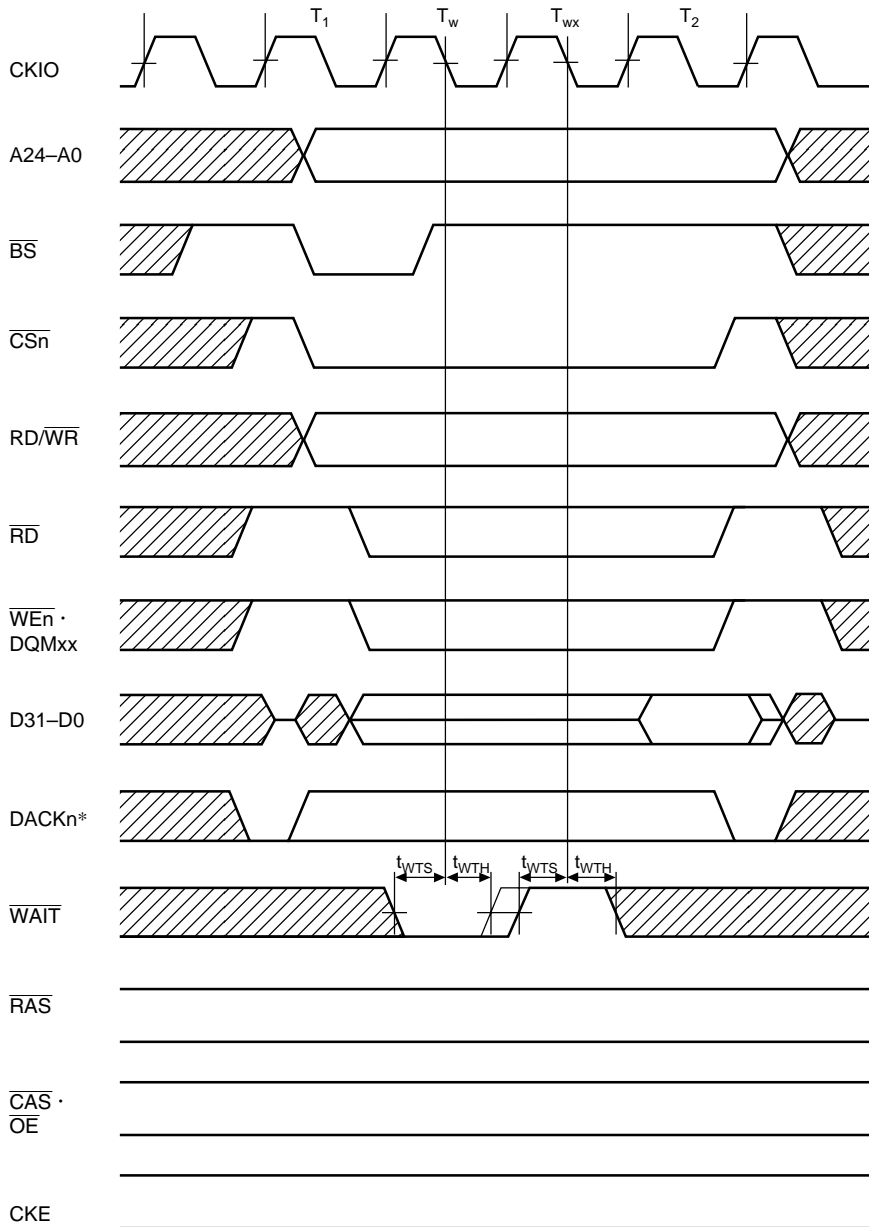 T1 Tw Twx T2
CKIO
A24–A0
BS
CSn
RD/WR
RD
WEn ·
DQMxx
D31–D0
DACKn*
tWTS tWTH tWTS tWTH
WAIT
RAS
CAS ·
OE
CKE